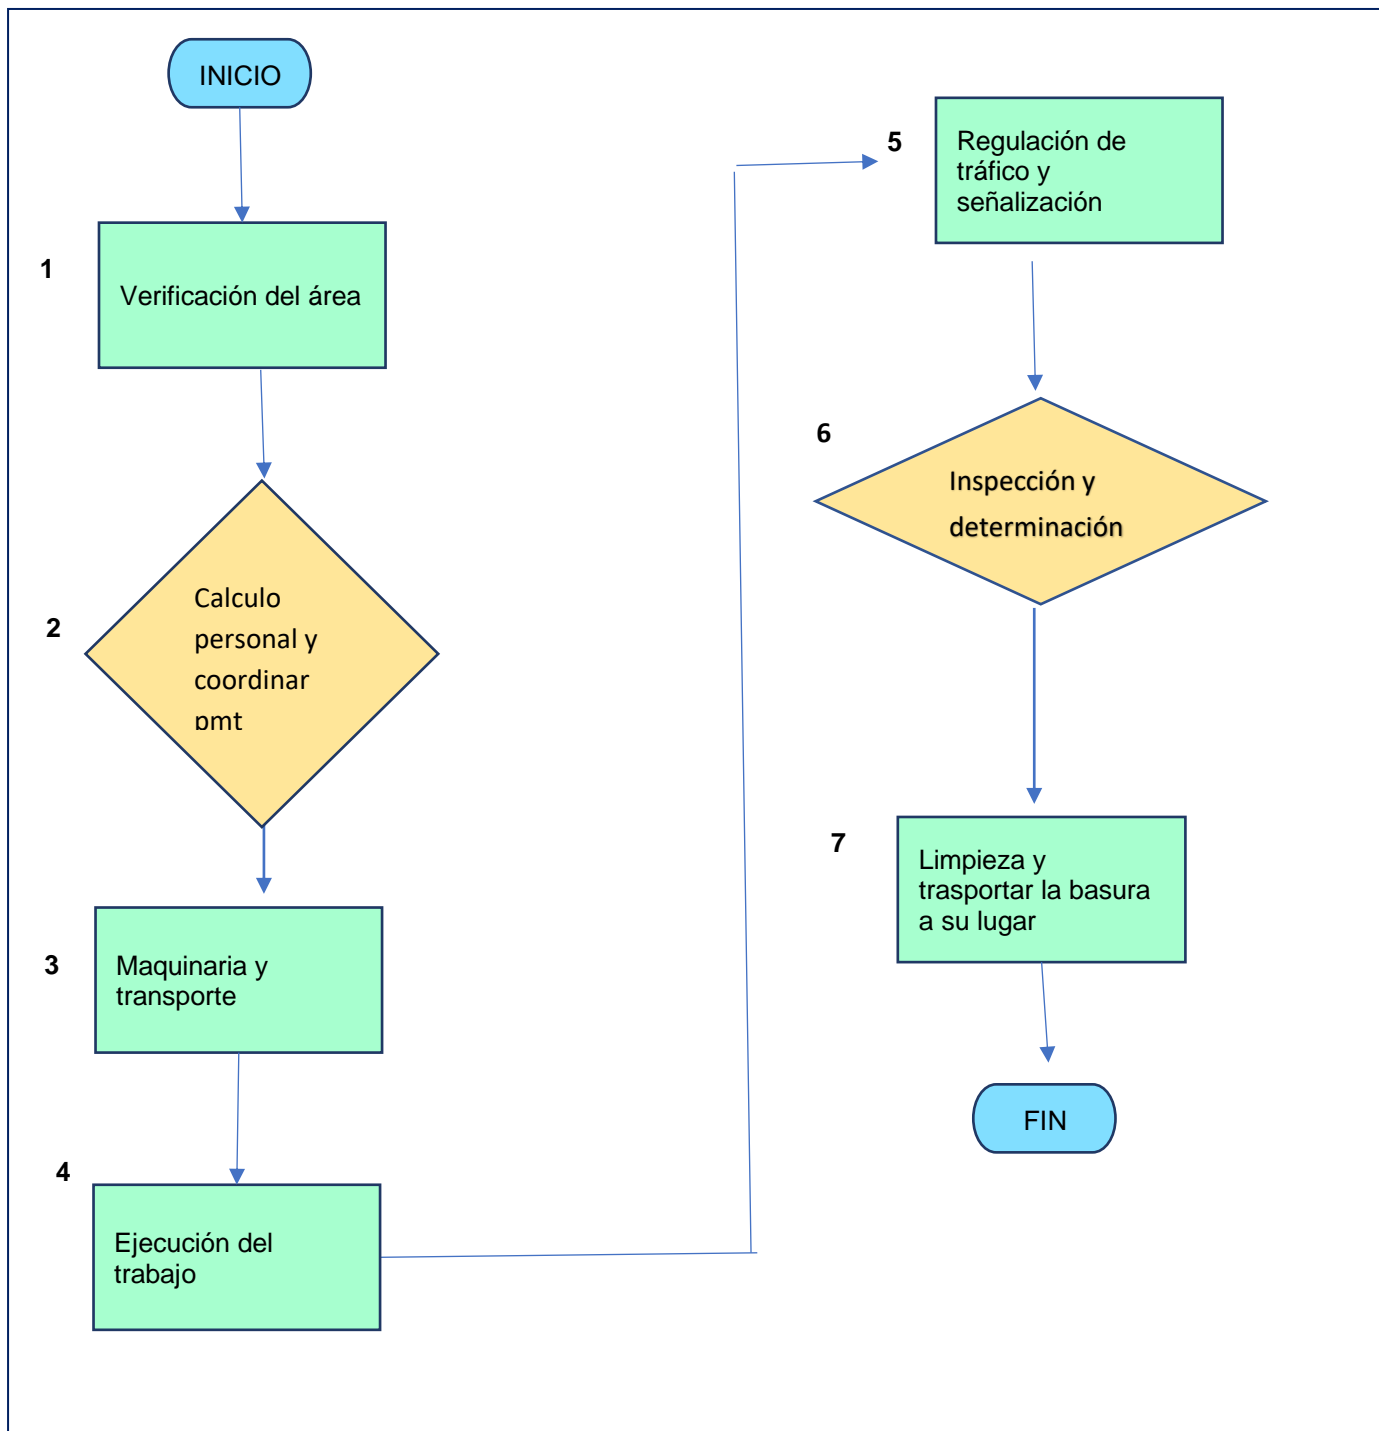 INICIO
1
Verificación del área
2
Calculo
personal y
coordinar
pmt
3
Maquinaria y
transporte
4
Ejecución del
trabajo
5
Regulación de
tráfico y
señalización
6
Inspección y
determinación
7
Limpieza y
trasportar la basura
a su lugar
FIN